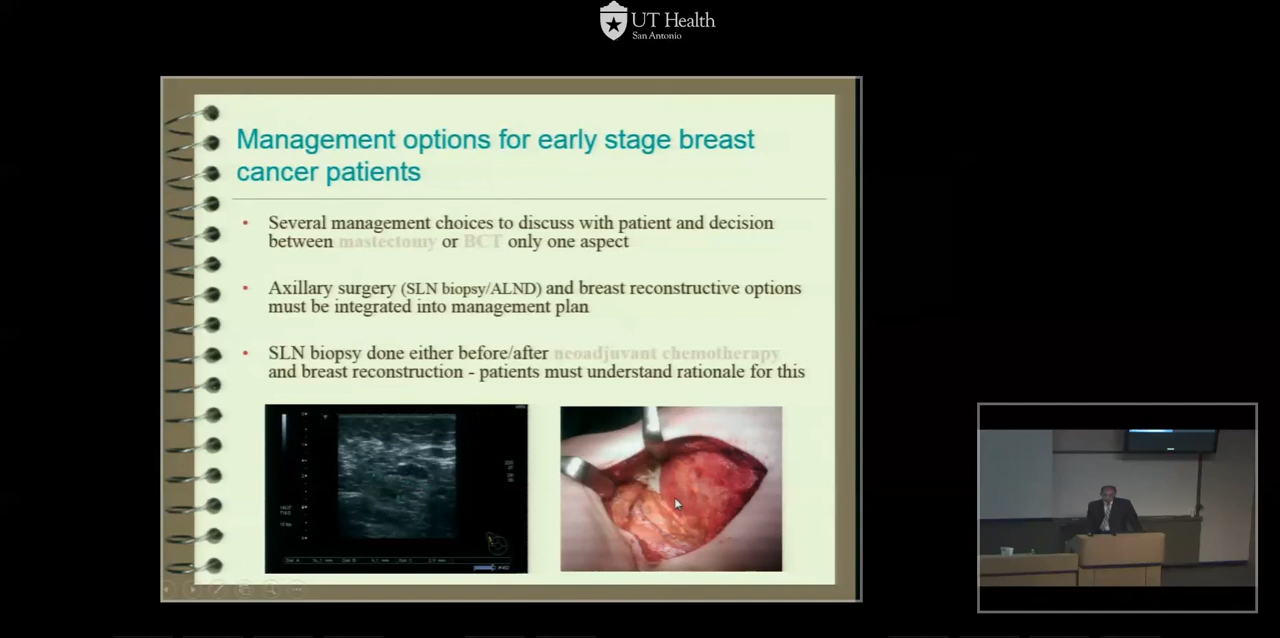 UT Health
San Antonio
Management options for early stage breast
cancer patients
• Several management choices to discuss with patient and decision
between mastectomy or BCT only one aspect
• Axillary surgery (SLN biopsy/ALND) and breast reconstructive options
must be integrated into management plan
• SLN biopsy done either before/after neoadjuvant chemotherapy
and breast reconstruction - patients must understand rationale for this